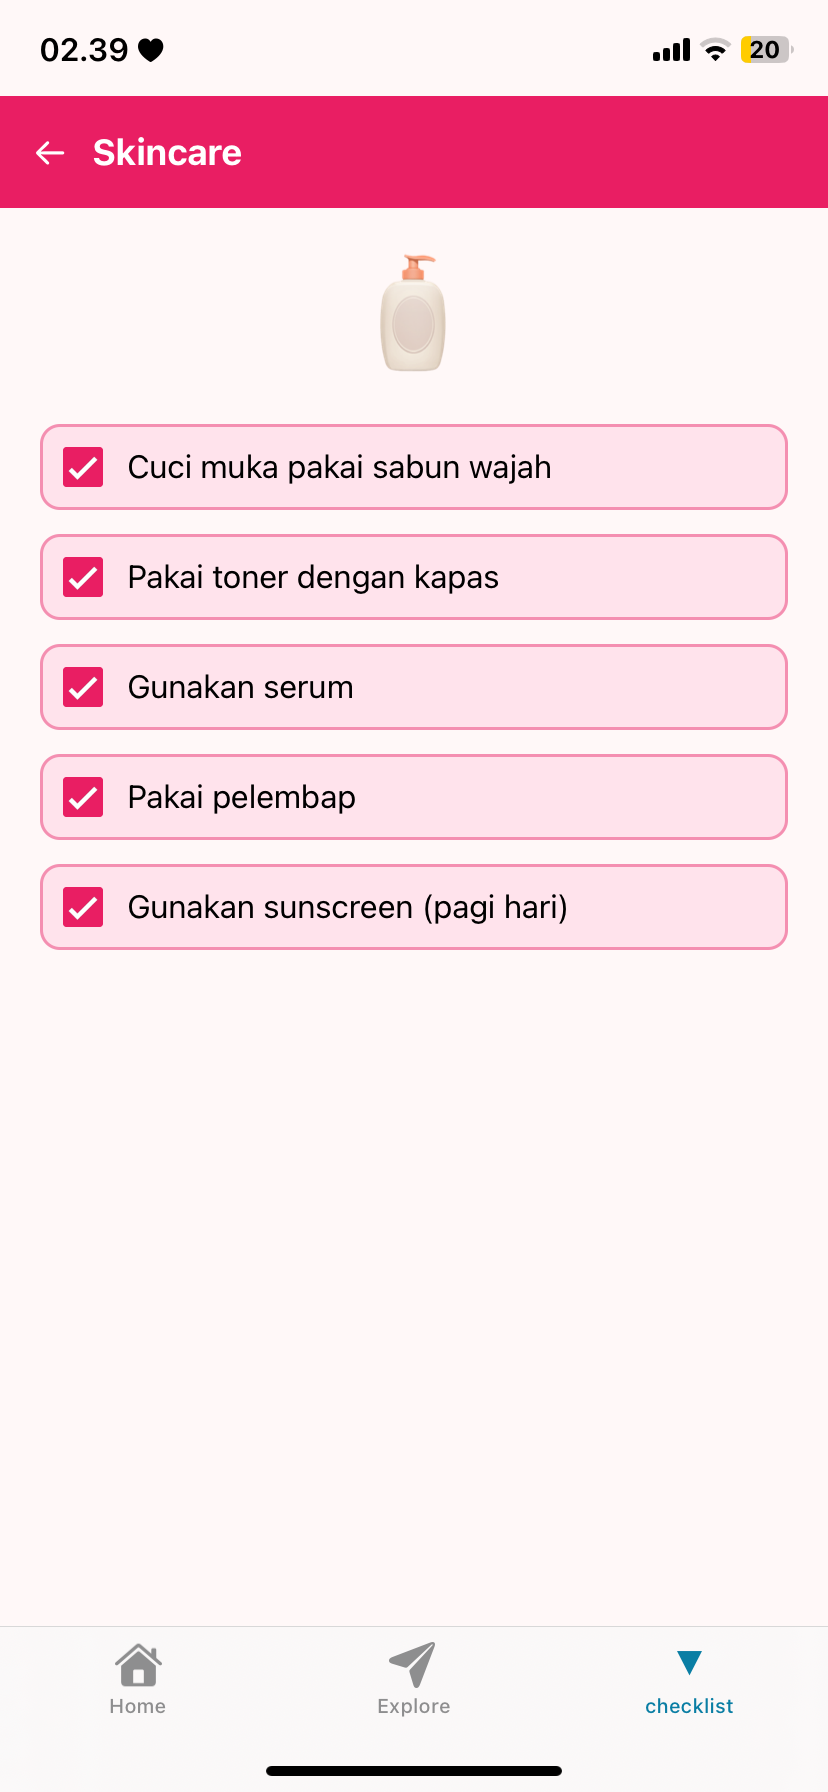 02.39
20
Skincare
Cuci muka pakai sabun wajah
Pakai toner dengan kapas
Gunakan serum
Pakai pelembap
Gunakan sunscreen (pagi hari)
Home
Explore
checklist